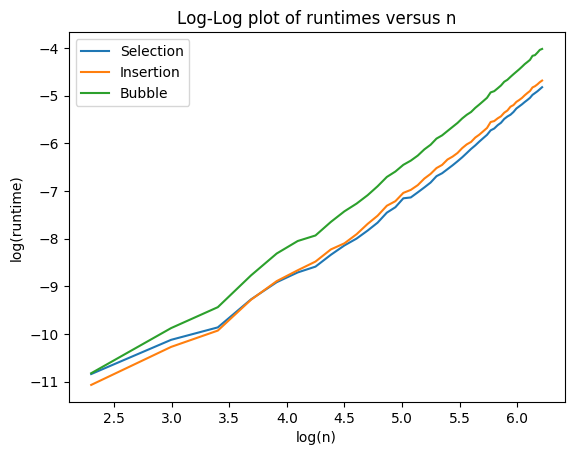 Log-Log plot of runtimes versus n
Selection
Insertion
Bubble
log(runtime)
−4
−5
−6
−7
−8
−9
−10
−11
2.5 3.0 3.5 4.0 4.5 5.0 5.5 6.0
log(n)